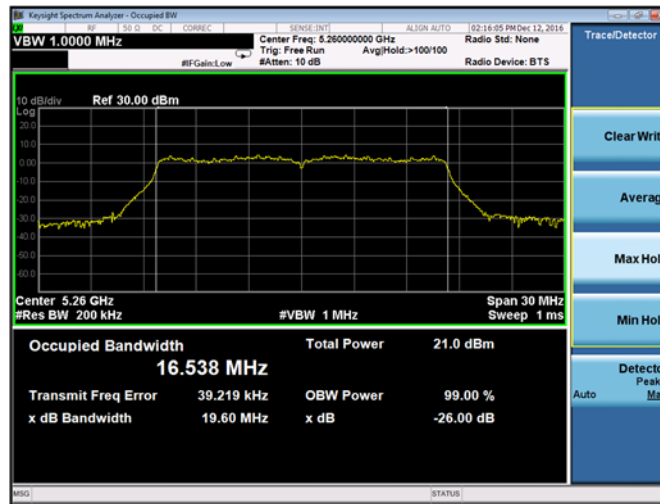 Keysight Spectrum Analyzer - Occupied BW
RF 50 Ω DC CORREC SENSE:INT ALIGN AUTO 02:16:05 PM Dec 12, 2016
VBW 1.0000 MHz
Center Freq: 5.260000000 GHz
Radio Std: None
Trig: Free Run Avg|Hold:>100/100
#IFGain:Low #Atten: 10 dB Radio Device: BTS
10 dB/div Ref 30.00 dBm
Log
20.0
10.0
0.00
-10.0
-20.0
-30.0
-40.0
-50.0
-60.0
Center 5.26 GHz Span 30 MHz
#Res BW 200 kHz #VBW 1 MHz Sweep 1 ms
Occupied Bandwidth Total Power 21.0 dBm
16.538 MHz
Transmit Freq Error 39.219 kHz OBW Power 99.00 %
x dB Bandwidth 19.60 MHz x dB -26.00 dB
MSG STATUS
Trace/Detector
Clear Writ
Averag
Max Hol
Min Hol
Detecto
Peak
Auto Ma